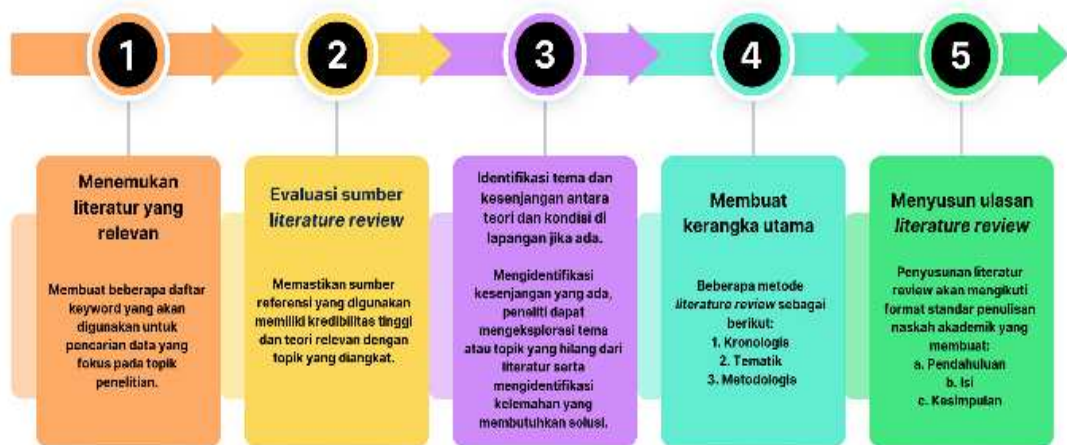 1
2
3
4
5
Menemukan
literatur yang
relevan
Membuat beberapa daftar
keyword yang akan
digunakan untuk
pencarian data yang
fokus pada topik
penelitian.
Evaluasi sumber
literature review
Memastikan sumber
referensi yang digunakan
memiliki kredibilitas tinggi
dan teori relevan dengan
topik yang diangkat.
Identifikasi tema dan
kesenjangan antara
teori dan kondisi di
lapangan jika ada.
Mengidentifikasi
kesenjangan yang ada,
peneliti dapat
mengeksplorasi tema
atau topik yang hilang dari
literatur serta
mengidentifikasi
kelemahan yang
membutuhkan solusi.
Membuat
kerangka utama
Beberapa metode
literature review sebagai
berikut:
1. Kronologis
2. Tematik
3. Metodologis
Menyusun ulasan
literature review
Penyusunan literatur
review akan mengikuti
format standar penulisan
naskah akademik yang
membuat:
a. Pendahuluan
b. Isi
c. Kesimpulan